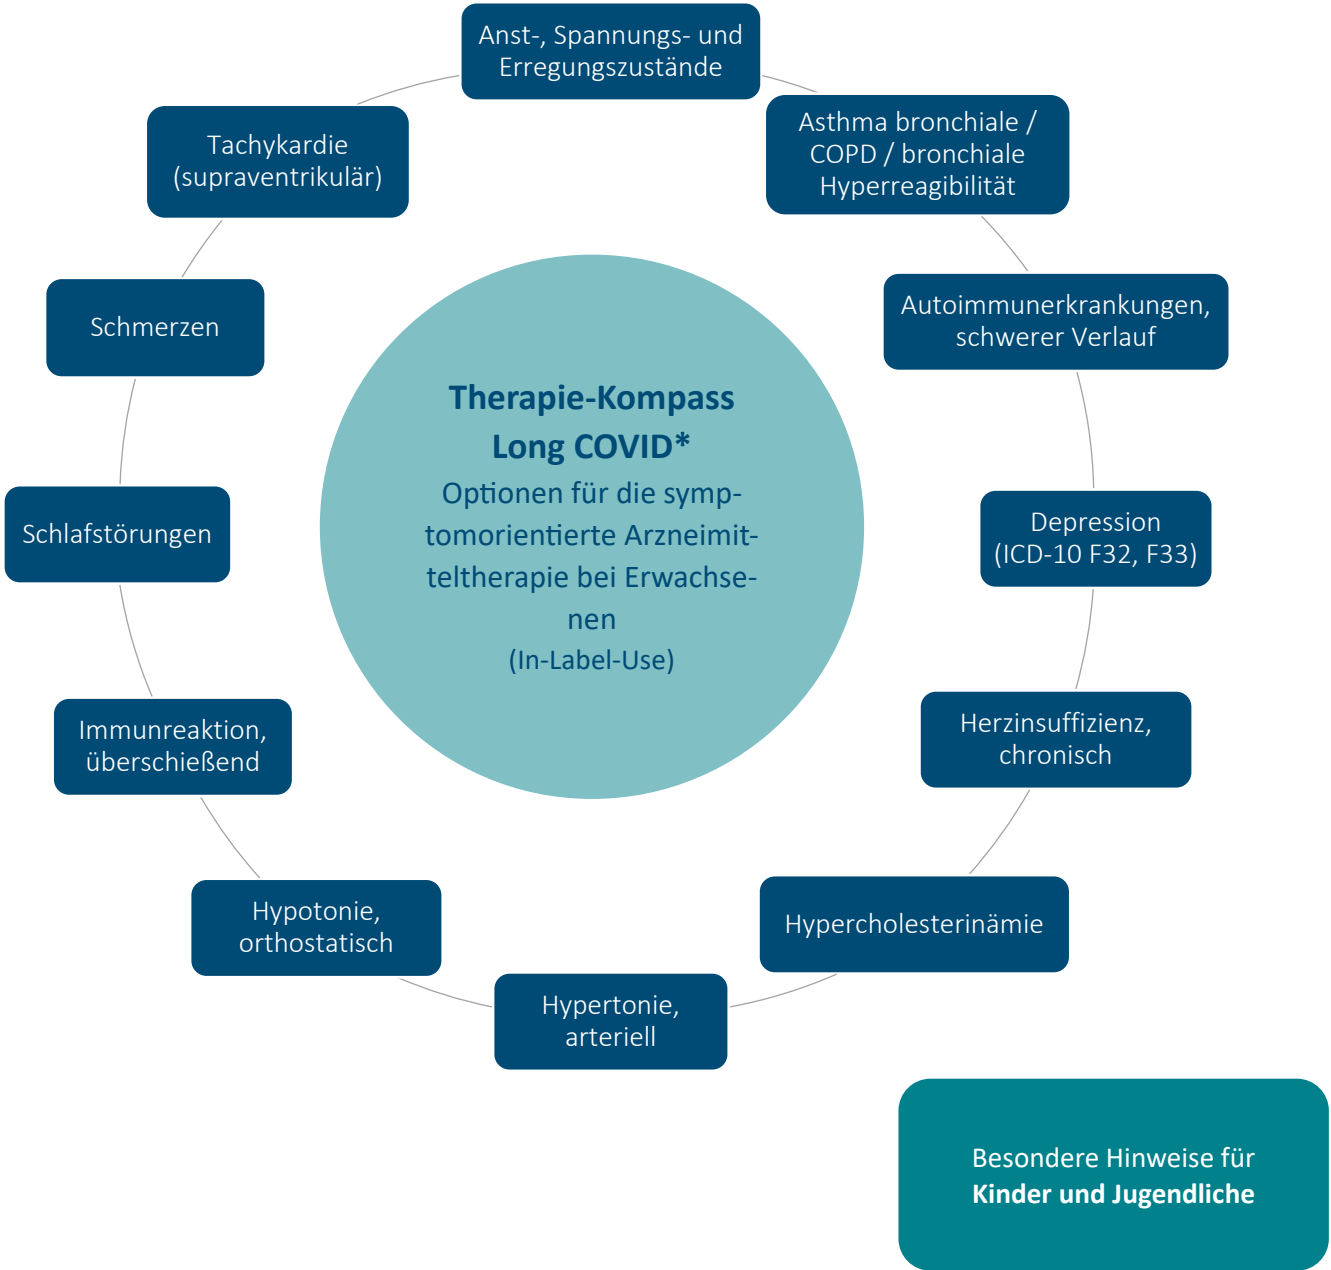 Anst-, Spannungs- und
Erregungszustände
Asthma bronchiale /
COPD / bronchiale
Hyperreagibilität
Autoimmunerkrankungen,
schwerer Verlauf
Depression
(ICD-10 F32, F33)
Herzinsuffizienz,
chronisch
Hypercholesterinämie
Hypertonie,
arteriell
Hypotonie,
orthostatisch
Immunreaktion,
überschießend
Schlafstörungen
Schmerzen
Tachykardie
(supraventrikulär)
Therapie-Kompass
Long COVID*
Optionen für die symp-
tomorientierte Arzneimit-
teltherapie bei Erwachse-
nen
(In-Label-Use)
Besondere Hinweise für
Kinder und Jugendliche